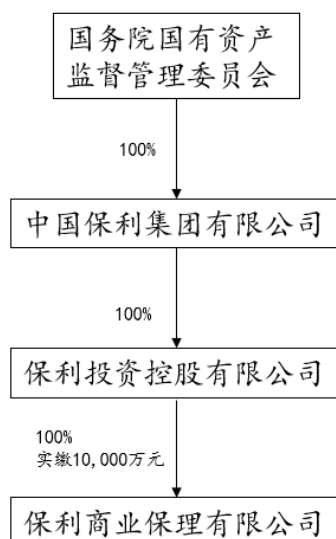 国务院国有资产
监督管理委员会
100%
中国保利集团有限公司
100%
保利投资控股有限公司
100%
实缴10,000万元
保利商业保理有限公司